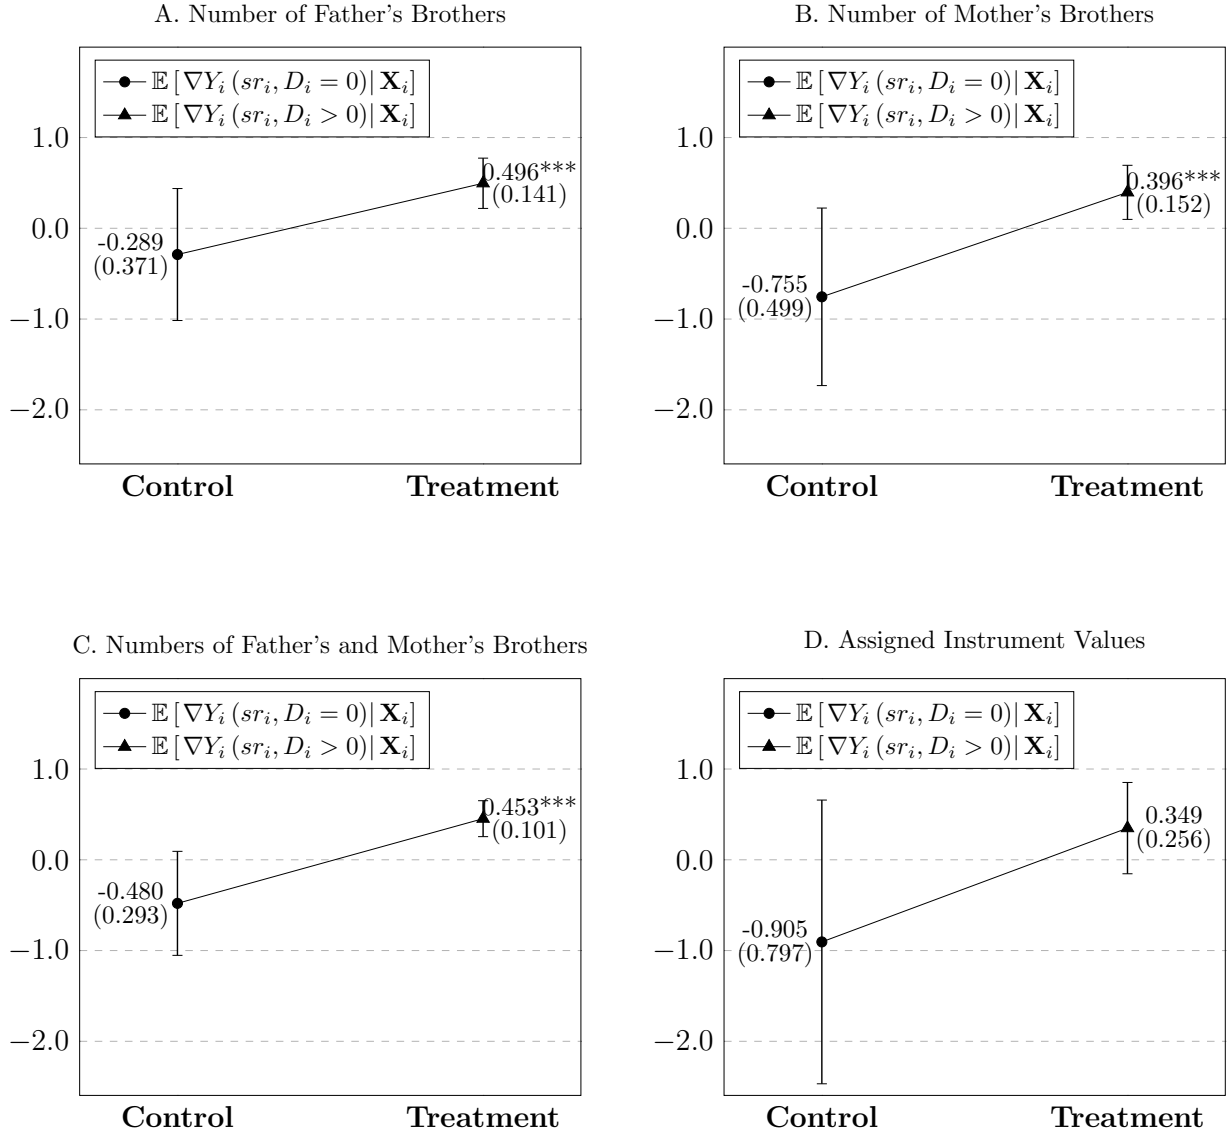 A. Number of Father's Brothers
𝔼 [∇Y_i (sr_i, D_i = 0)| X_i]
𝔼 [∇Y_i (sr_i, D_i > 0)| X_i]
1.0
0.0
−1.0
−2.0
-0.289
(0.371)
0.496***
(0.141)
Control Treatment
B. Number of Mother's Brothers
𝔼 [∇Y_i (sr_i, D_i = 0)| X_i]
𝔼 [∇Y_i (sr_i, D_i > 0)| X_i]
1.0
0.0
−1.0
−2.0
-0.755
(0.499)
0.396***
(0.152)
Control Treatment
C. Numbers of Father's and Mother's Brothers
𝔼 [∇Y_i (sr_i, D_i = 0)| X_i]
𝔼 [∇Y_i (sr_i, D_i > 0)| X_i]
1.0
0.0
−1.0
−2.0
-0.480
(0.293)
0.453***
(0.101)
Control Treatment
D. Assigned Instrument Values
𝔼 [∇Y_i (sr_i, D_i = 0)| X_i]
𝔼 [∇Y_i (sr_i, D_i > 0)| X_i]
1.0
0.0
−1.0
−2.0
-0.905
(0.797)
0.349
(0.256)
Control Treatment